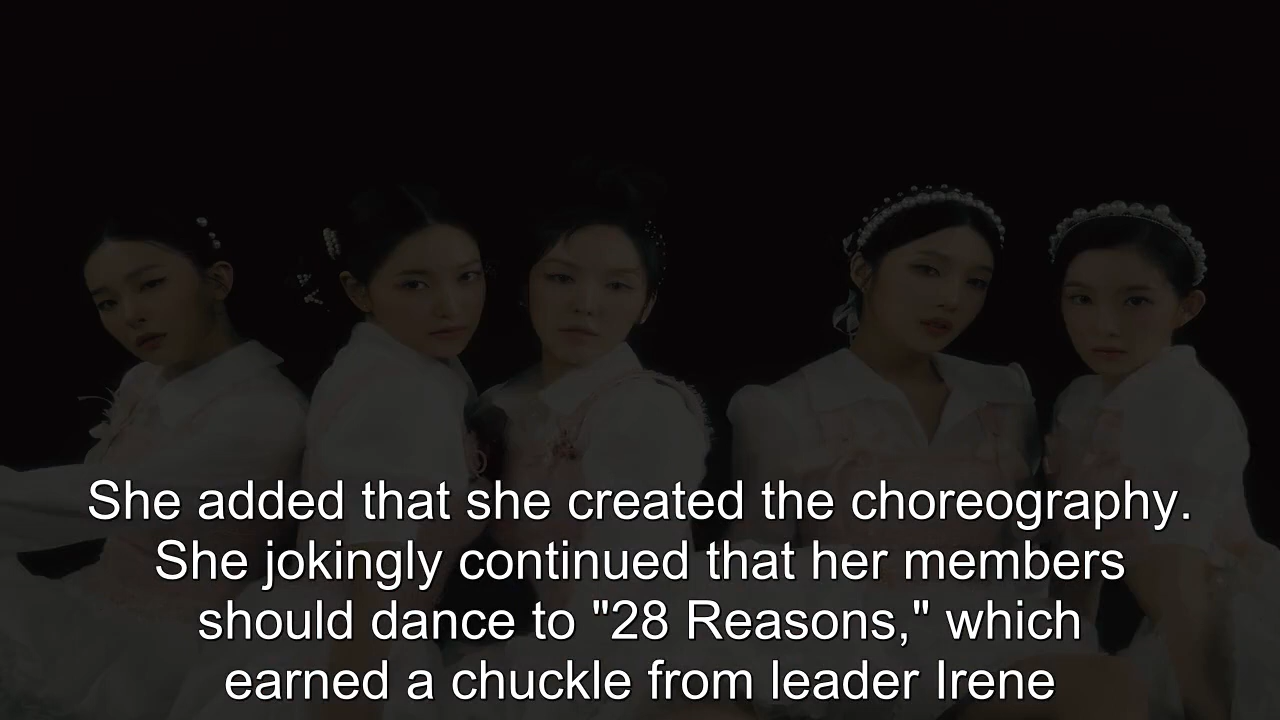 She added that she created the choreography.
She jokingly continued that her members
should dance to "28 Reasons," which
earned a chuckle from leader Irene